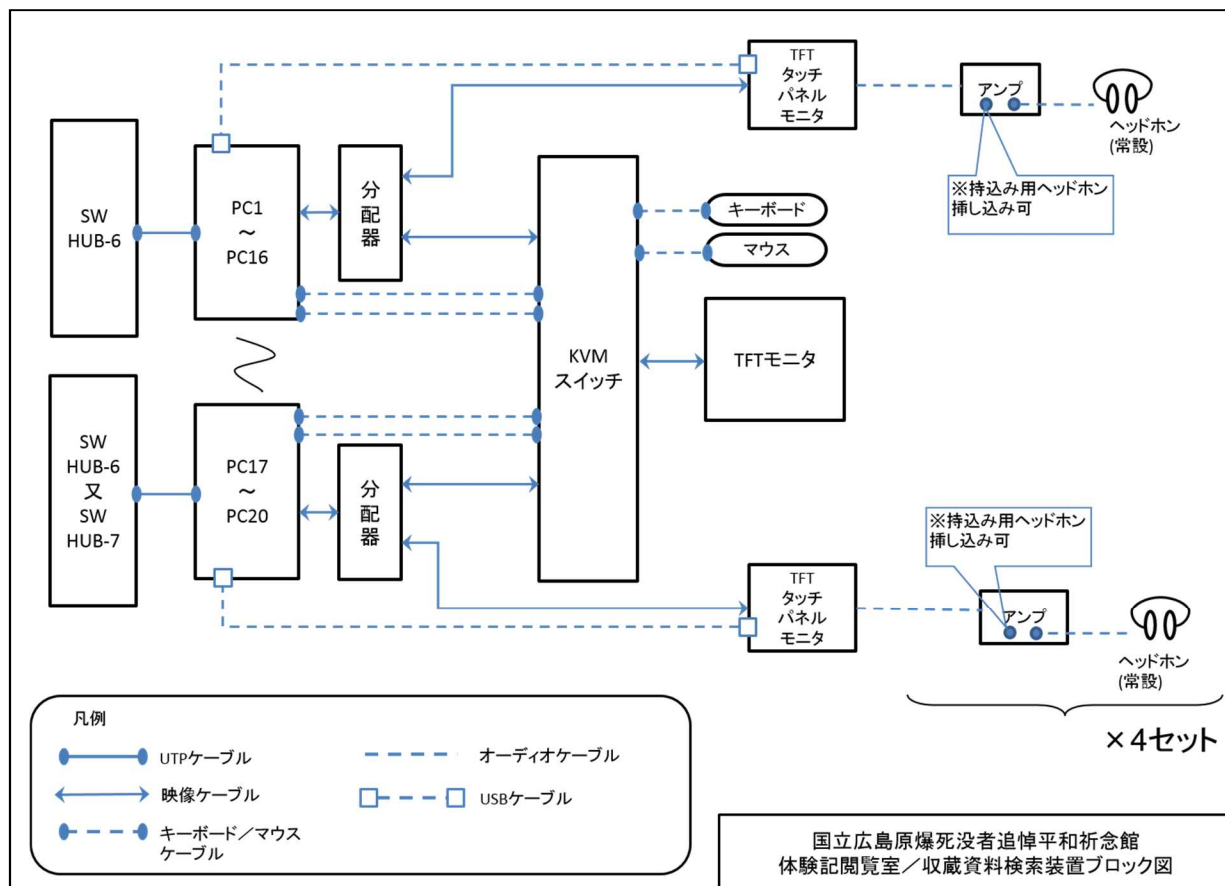 TFT
タッチ
パネル
モニタ
アンプ
ヘッドホン
(常設)
※持込み用ヘッドホン
挿し込み可
SW
HUB-6
PC1
～
PC16
分
配
器
キーボード
マウス
KVM
スイッチ
TFTモニタ
SW
HUB-6
又
SW
HUB-7
PC17
～
PC20
分
配
器
※持込み用ヘッドホン
挿し込み可
TFT
タッチ
パネル
モニタ
アンプ
ヘッドホン
(常設)
×4セット
凡例
UTPケーブル
オーディオケーブル
映像ケーブル
USBケーブル
キーボード／マウス
ケーブル
国立広島原爆死没者追悼平和祈念館
体験記閲覧室／収蔵資料検索装置ブロック図